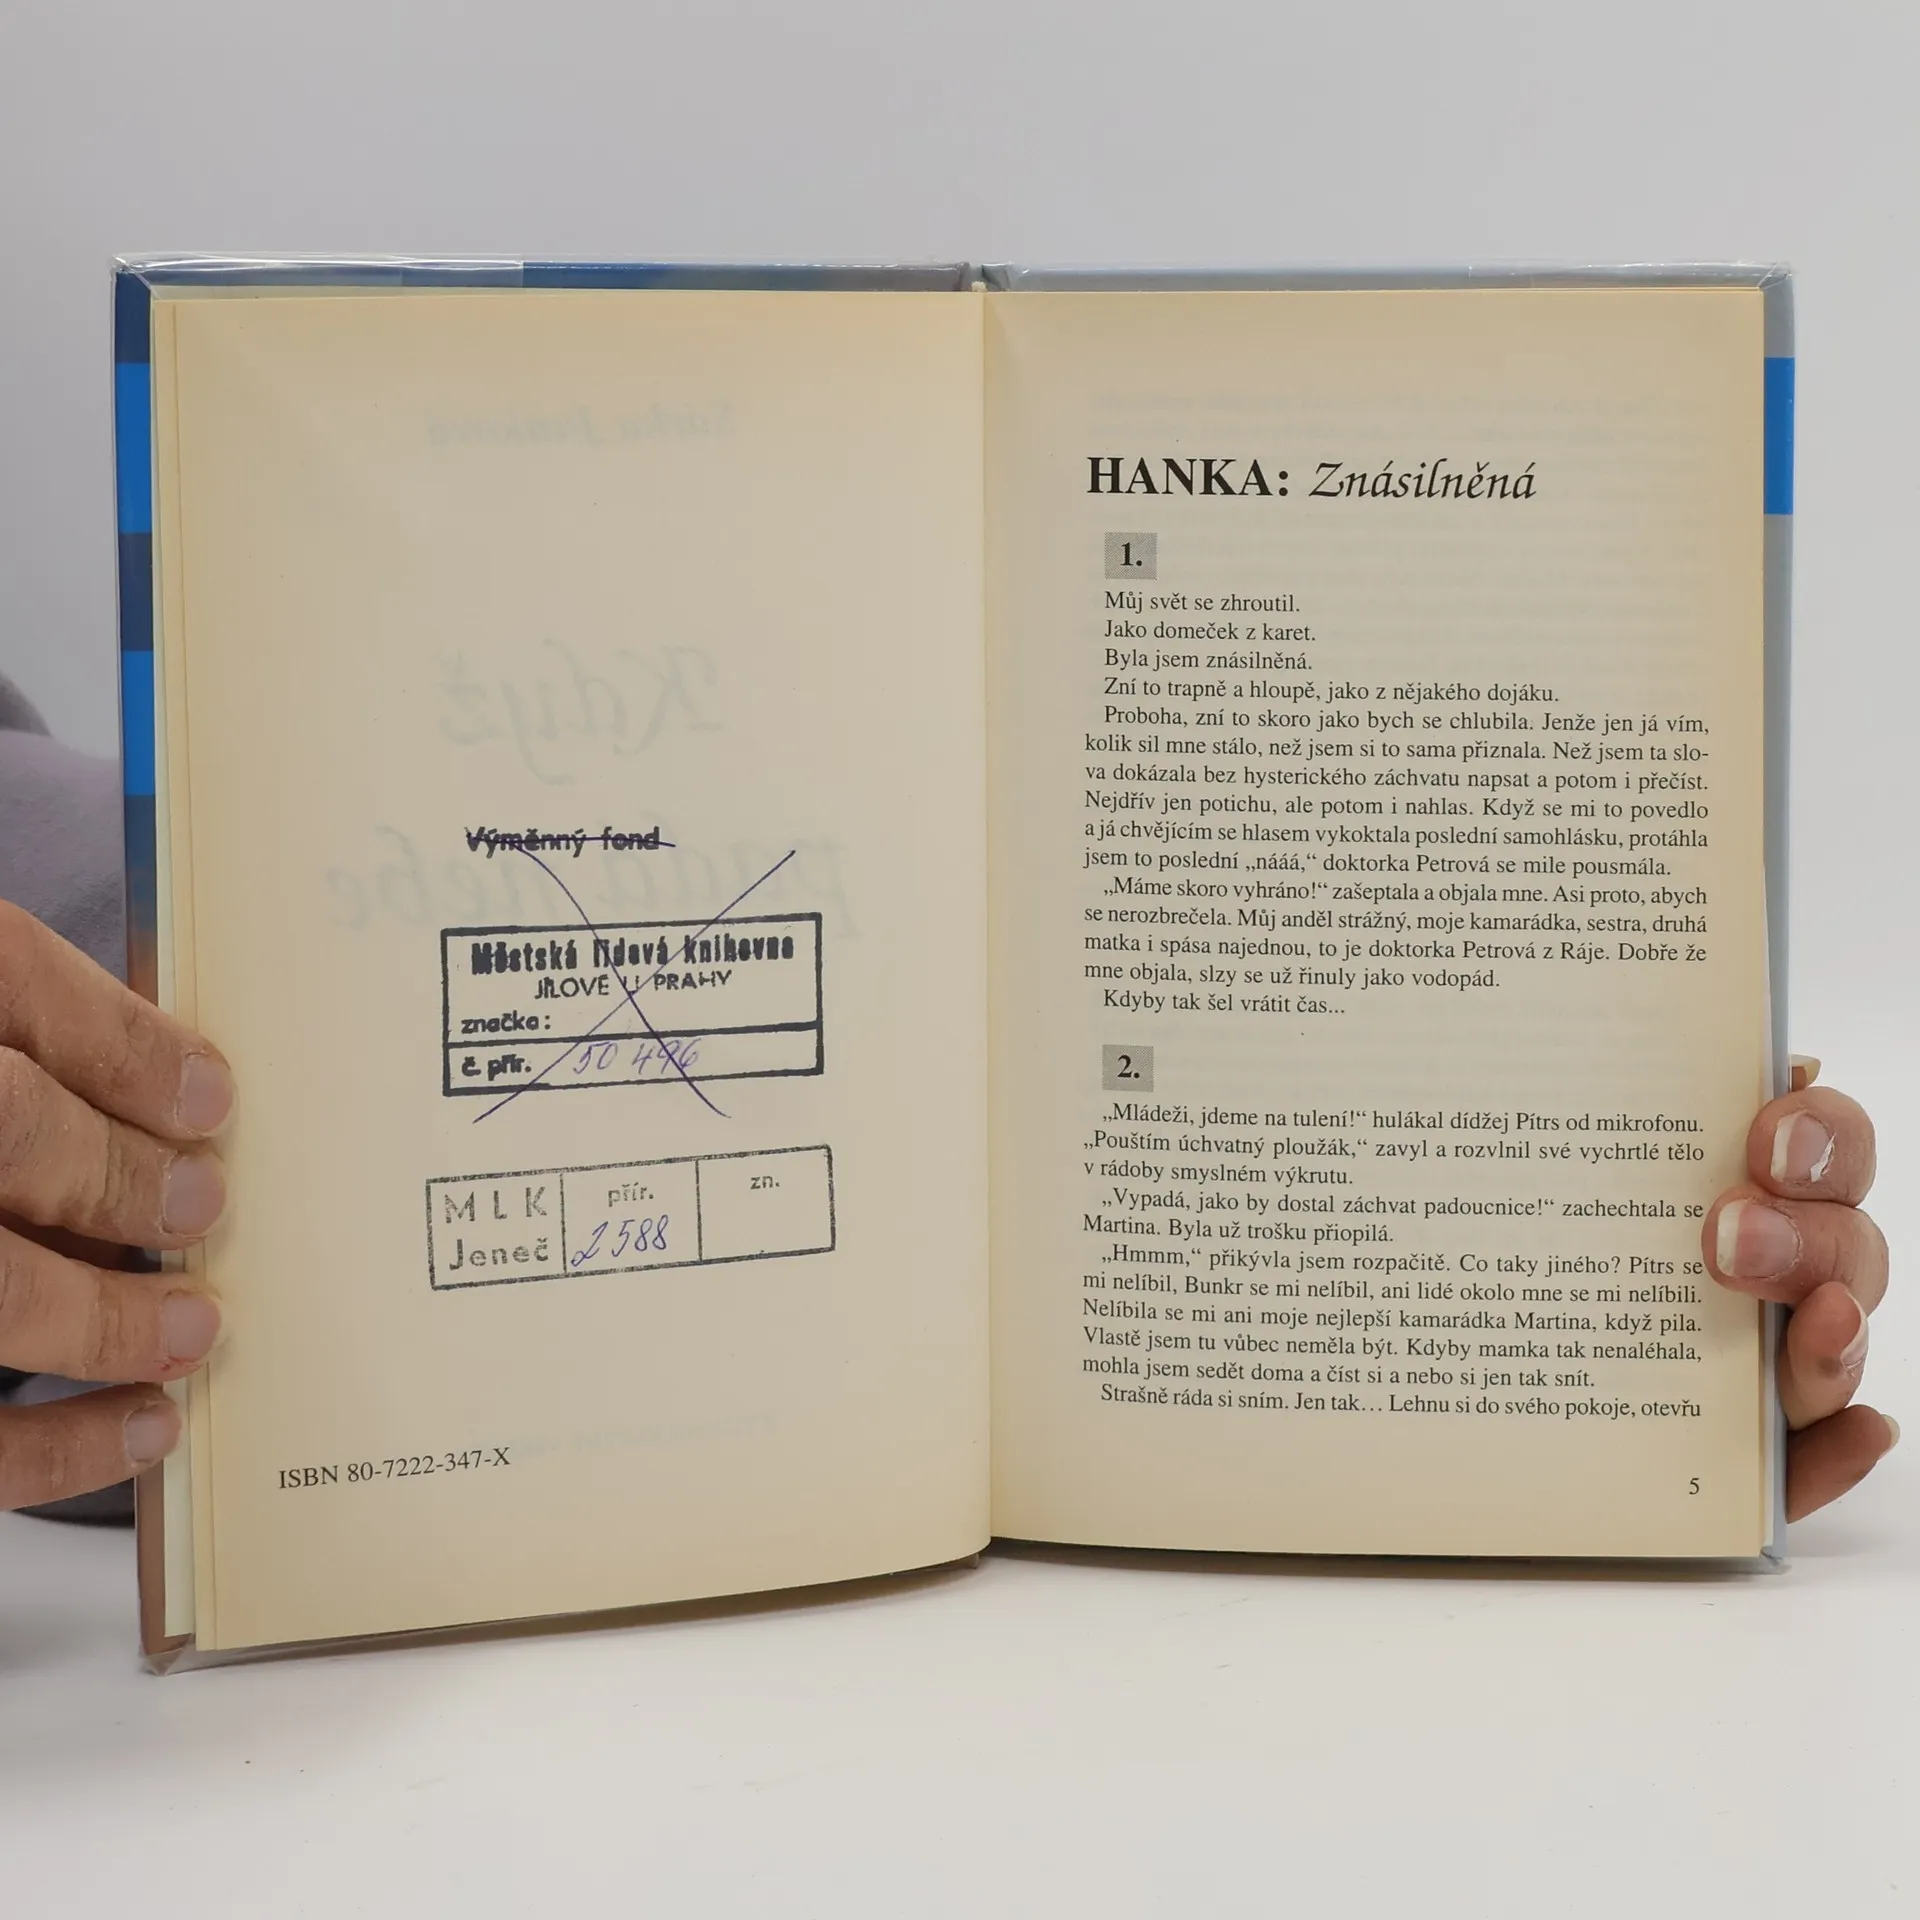 Výměnný fond
Městská lidová knihovna
JÍLOVÉ U PRAHY
značka:
č. přír. 50 496
MLK přír. zn.
Jeneč 2588
ISBN 80-7222-347-X
HANKA: Znásilněná
1.
Můj svět se zhroutil.
Jako domeček z karet.
Byla jsem znásilněná.
Zní to trapně a hloupě, jako z nějakého dojáku.
Proboha, zní to skoro jako bych se chlubila. Jenže jen já vím,
kolik sil mne stálo, než jsem si to sama přiznala. Než jsem ta slo-
va dokázala bez hysterického záchvatu napsat a potom i přečíst.
Nejdřív jen potichu, ale potom i nahlas. Když se mi to povedlo
a já chvějícím se hlasem vykoktala poslední samohlásku, protáhla
jsem to poslední „nááá,“ doktorka Petrová se mile pousmála.
„Máme skoro vyhráno!“ zašeptala a objala mne. Asi proto, abych
se nerozbrečela. Můj anděl strážný, moje kamarádka, sestra, druhá
matka i spása najednou, to je doktorka Petrová z Ráje. Dobře že
mne objala, slzy se už řinuly jako vodopád.
Kdyby tak šel vrátit čas...
2.
„Mládeži, jdeme na tulení!“ hulákal dídžej Pítrs od mikrofonu.
„Pouštím úchvatný ploužák,“ zavyl a rozvlnil své vychrtlé tělo
v rádoby smyslném výkrutu.
„Vypadá, jako by dostal záchvat padoucnice!“ zachechtala se
Martina. Byla už trošku přiopilá.
„Hmmm,“ přikývla jsem rozpačitě. Co taky jiného? Pítrs se
mi nelíbil, Bunkr se mi nelíbil, ani lidé okolo mne se mi nelíbili.
Nelíbila se mi ani moje nejlepší kamarádka Martina, když pila.
Vlastě jsem tu vůbec neměla být. Kdyby mamka tak nenaléhala,
mohla jsem sedět doma a číst si a nebo si jen tak snít.
Strašně ráda si sním. Jen tak... Lehnu si do svého pokoje, otevřu
5